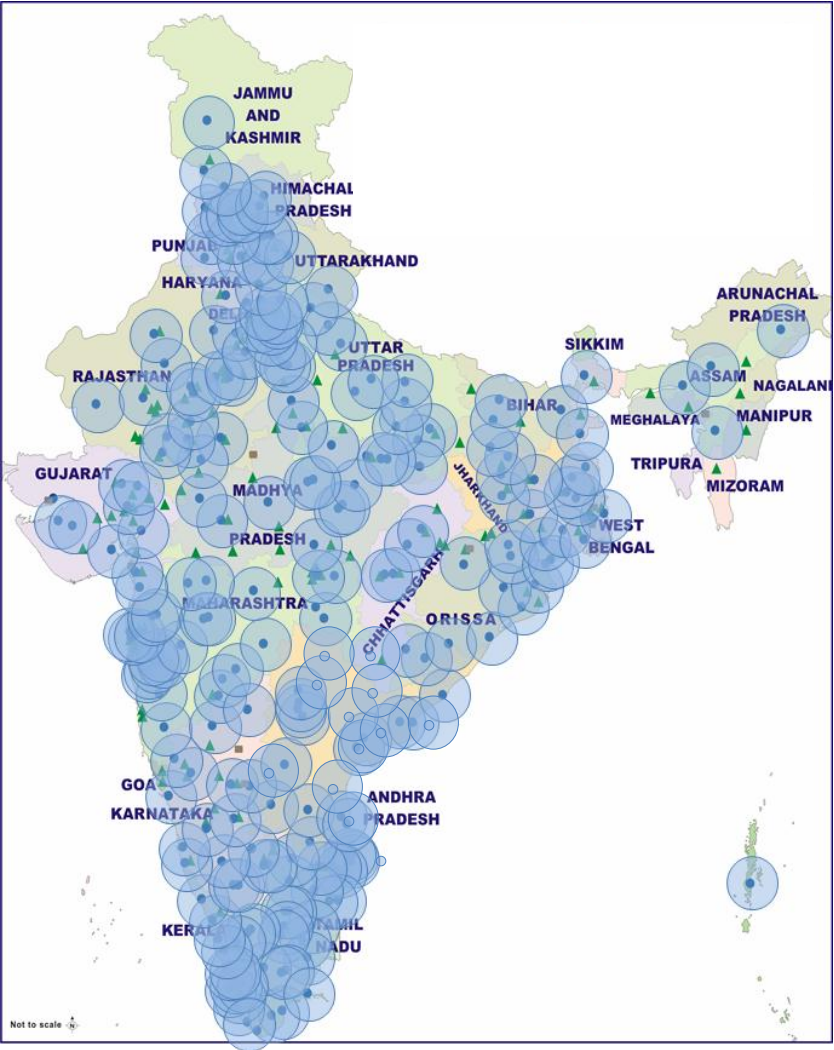 JAMMU
AND
KASHMIR
HIMACHAL
PRADESH
PUNJAB
UTTARAKHAND
HARYANA
DELHI
ARUNACHAL
PRADESH
SIKKIM
UTTAR
PRADESH
RAJASTHAN
ASSAM
NAGALAND
BIHAR
MEGHALAYA
MANIPUR
TRIPURA
MIZORAM
GUJARAT
JHARKHAND
MADHYA
PRADESH
WEST
BENGAL
CHHATTISGARH
MAHARASHTRA
ORISSA
GOA
KARNATAKA
ANDHRA
PRADESH
KERALA
TAMIL
NADU
Not to scale
N